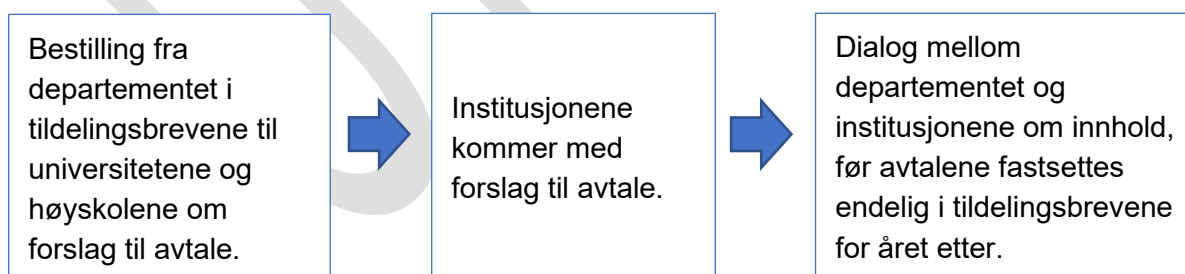 Bestilling fra
departementet i
tildelingsbrevene til
universitetene og
høyskolene om
forslag til avtale.
Institusjonene
kommer med
forslag til avtale.
Dialog mellom
departementet og
institusjonene om innhold,
før avtalene fastsettes
endelig i tildelingsbrevene
for året etter.